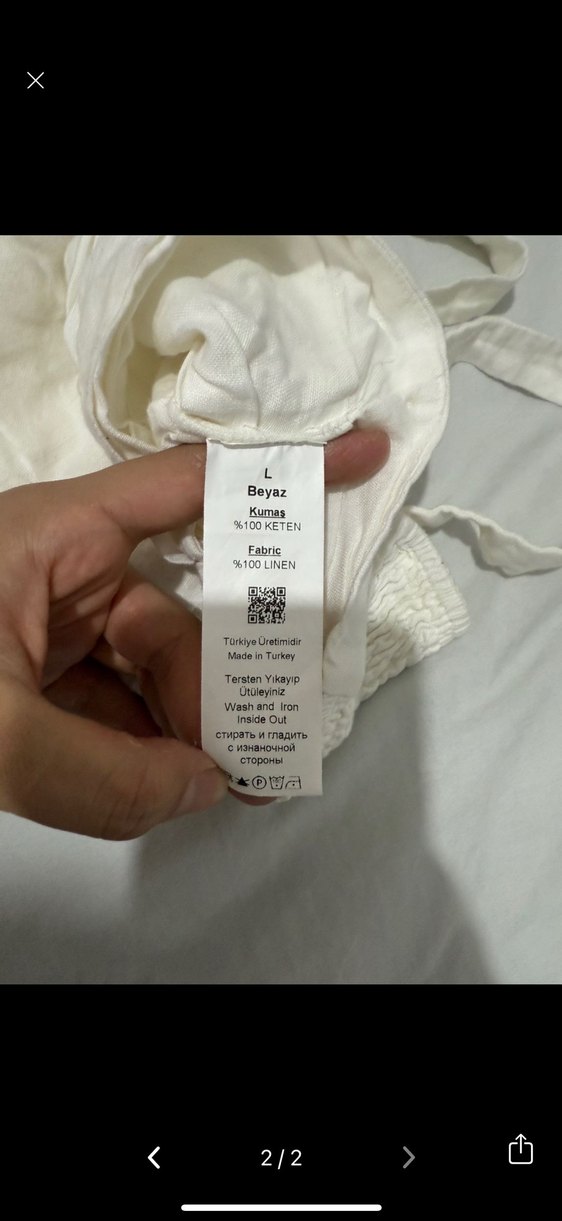 L
Beyaz
Kumaş
%100 KETEN
Fabric
%100 LINEN
Türkiye Üretimidir
Made in Turkey
Tersten Yıkayıp
Ütüleyiniz
Wash and Iron
Inside Out
стирать и гладить
с изнаночной
стороны
P
2/2